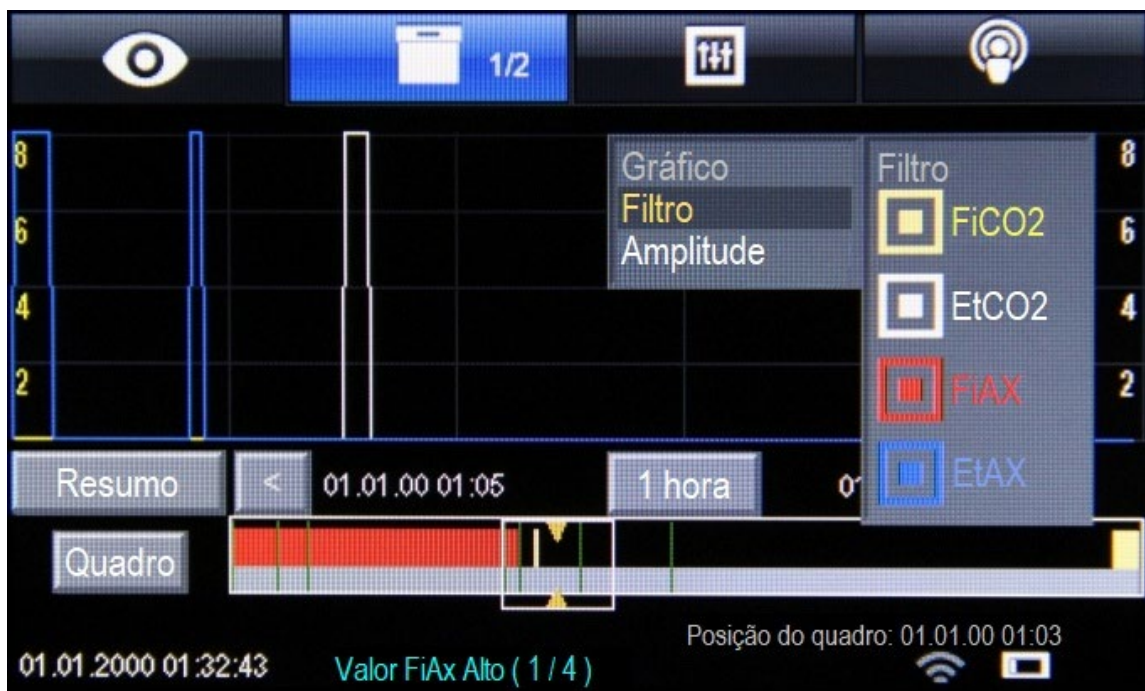 1/2
8
6
4
2
Gráfico
Filtro
Amplitude
Filtro
FiCO2
EtCO2
FiAX
EtAX
8
6
4
2
Resumo
<
01.01.00 01:05
1 hora
0
Quadro
Posição do quadro: 01.01.00 01:03
01.01.2000 01:32:43
Valor FiAx Alto ( 1 / 4 )